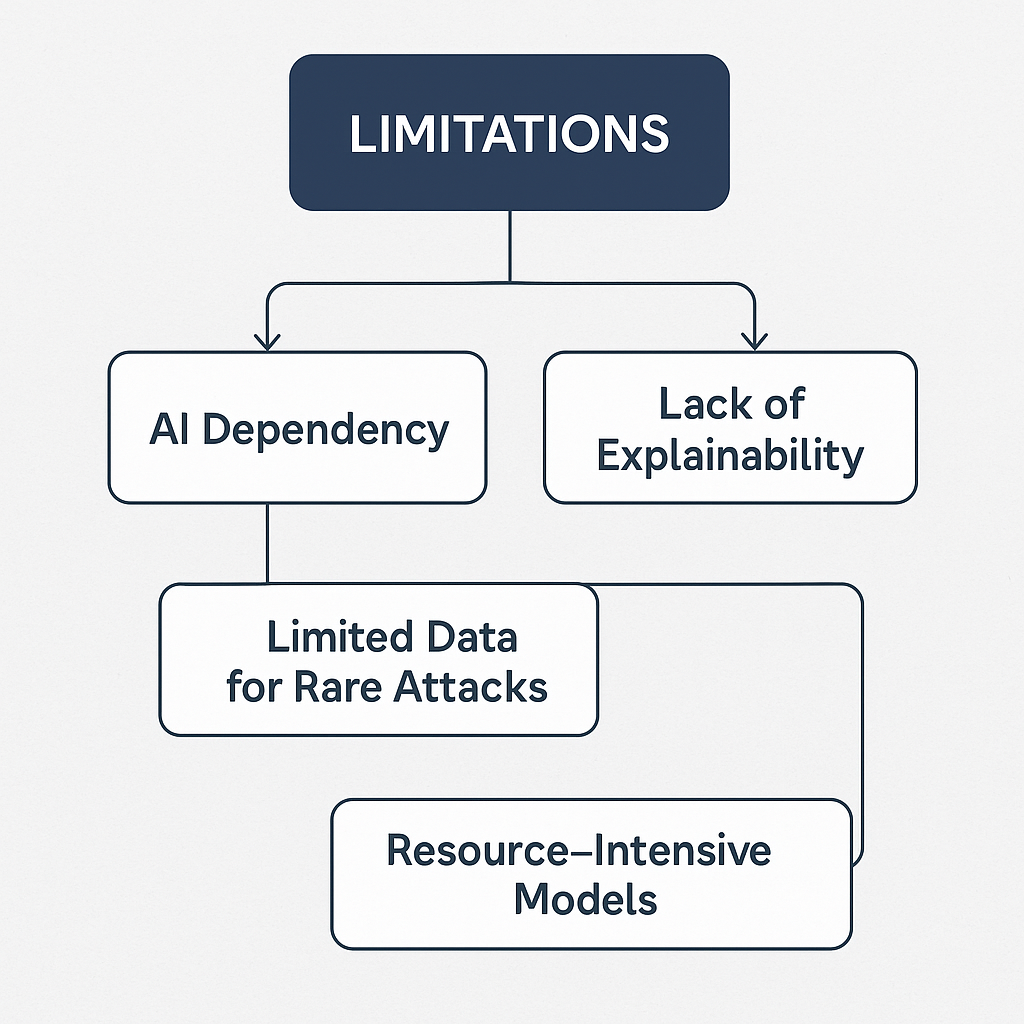 LIMITATIONS
AI Dependency
Lack of
Explainability
Limited Data
for Rare Attacks
Resource–Intensive
Models